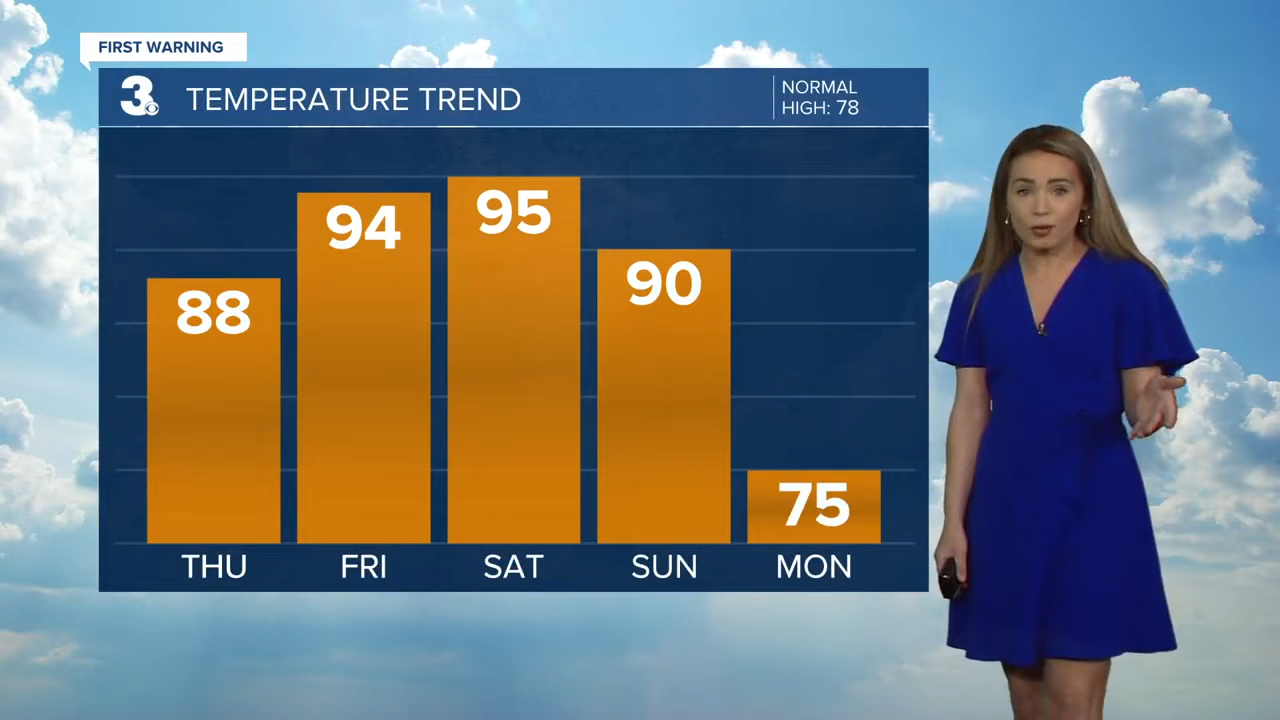 FIRST WARNING
3 TEMPERATURE TREND
NORMAL
HIGH: 78
88
94
95
90
75
THU FRI SAT SUN MON